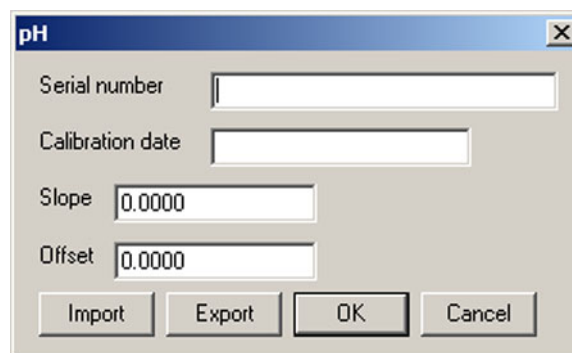 pH
Serial number
Calibration date
Slope 0.0000
Offset 0.0000
Import Export OK Cancel